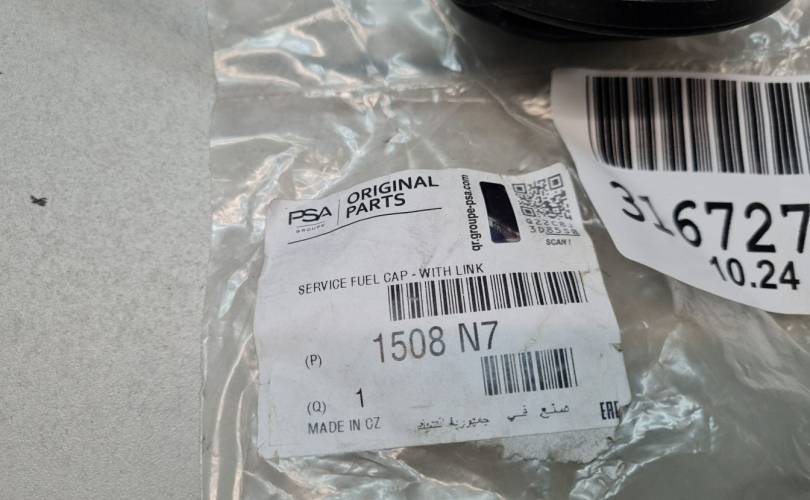 PSA
GROUPE
ORIGINAL
PARTS
qr.groupe-psa.com
SCAN !
SERVICE FUEL CAP - WITH LINK
(P) 1508 N7
(Q) 1
MADE IN CZ
صنع في جمهورية التشيك
EAC
316727
10.24